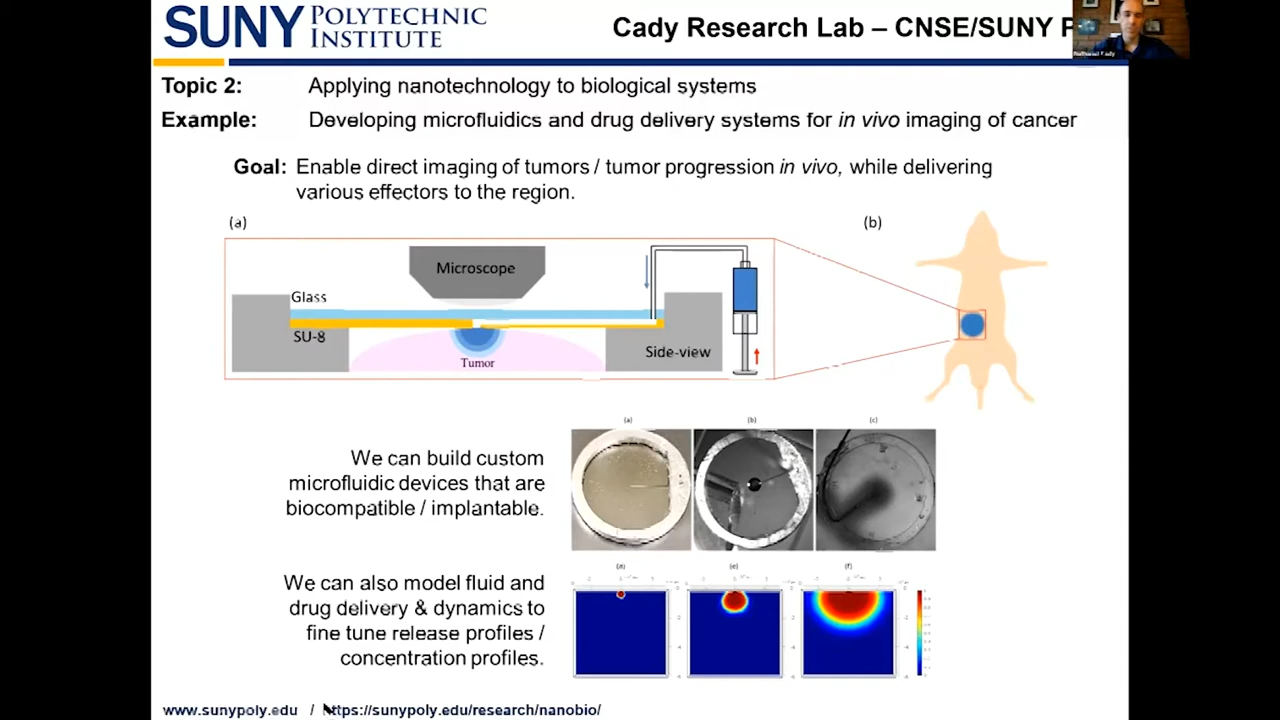 SUNY POLYTECHNIC INSTITUTE
Cady Research Lab – CNSE/SUNY P
Topic 2: Applying nanotechnology to biological systems
Example: Developing microfluidics and drug delivery systems for in vivo imaging of cancer
Goal: Enable direct imaging of tumors / tumor progression in vivo, while delivering
various effectors to the region.
(a)
(b)
Microscope
Glass
SU-8
Side-view
Tumor
(a)
(b)
(c)
We can build custom
microfluidic devices that are
biocompatible / implantable.
(d)
(e)
(f)
We can also model fluid and
drug delivery & dynamics to
fine tune release profiles /
concentration profiles.
www.sunypoly.edu / https://sunypoly.edu/research/nanobio/